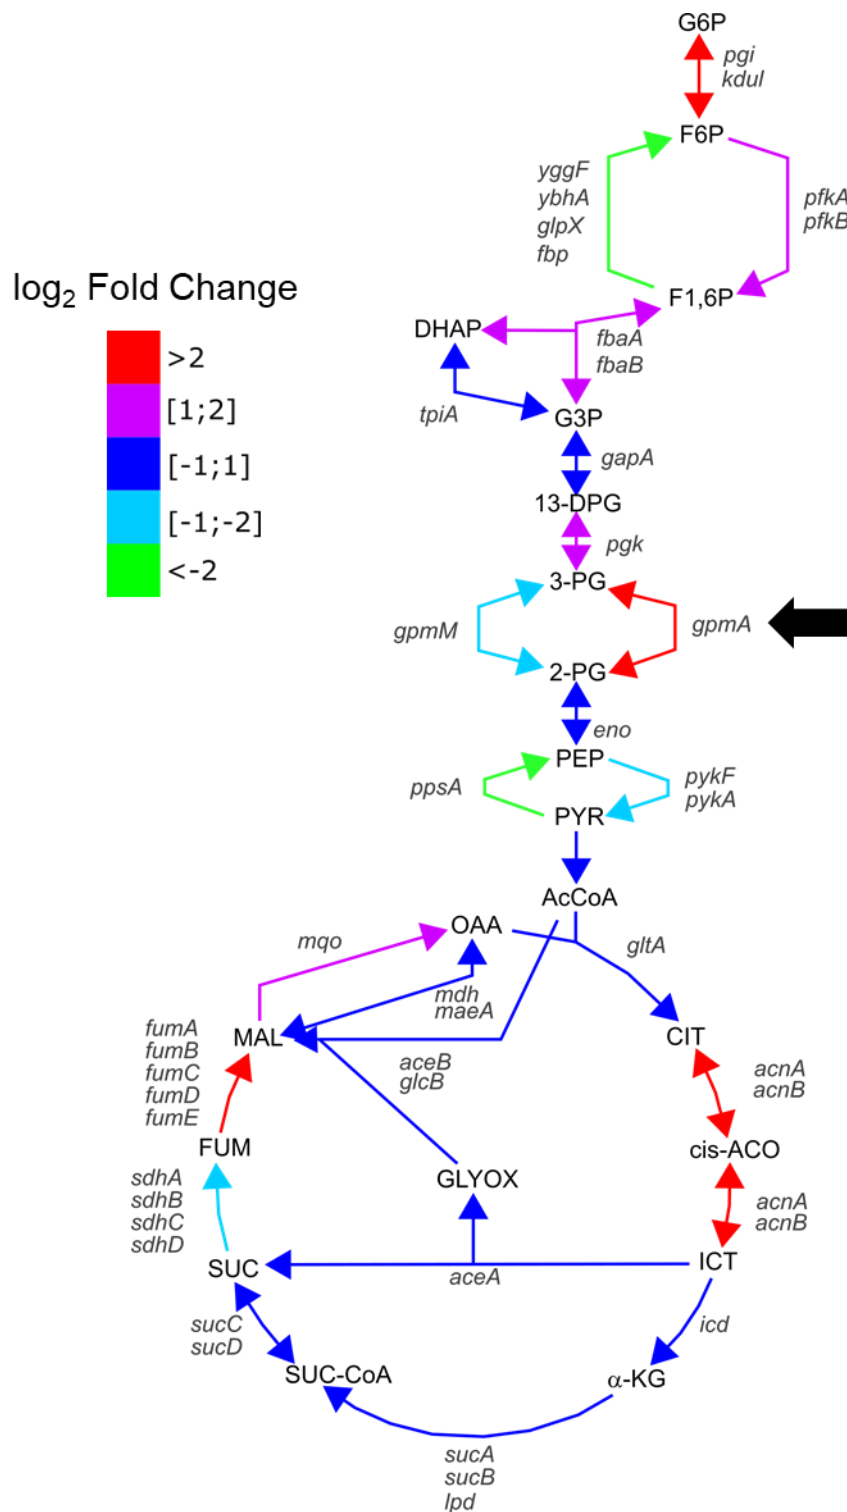 G6P
pgi
kduI
F6P
yggF
ybhA
glpX
fbp
pfkA
pfkB
log2 Fold Change
F1,6P
DHAP
fbaA
fbaB
>2
[1;2]
[-1;1]
[-1;-2]
<-2
tpiA
G3P
gapA
13-DPG
pgk
3-PG
gpmM
gpmA
2-PG
eno
PEP
ppsA
pykF
pykA
PYR
AcCoA
OAA
mqo
gltA
mdh
maeA
fumA
fumB
fumC
fumD
fumE
MAL
CIT
aceB
glcB
acnA
acnB
FUM
cis-ACO
sdhA
sdhB
sdhC
sdhD
GLYOX
acnA
acnB
SUC
aceA
ICT
sucC
sucD
icd
SUC-CoA
α-KG
sucA
sucB
lpd